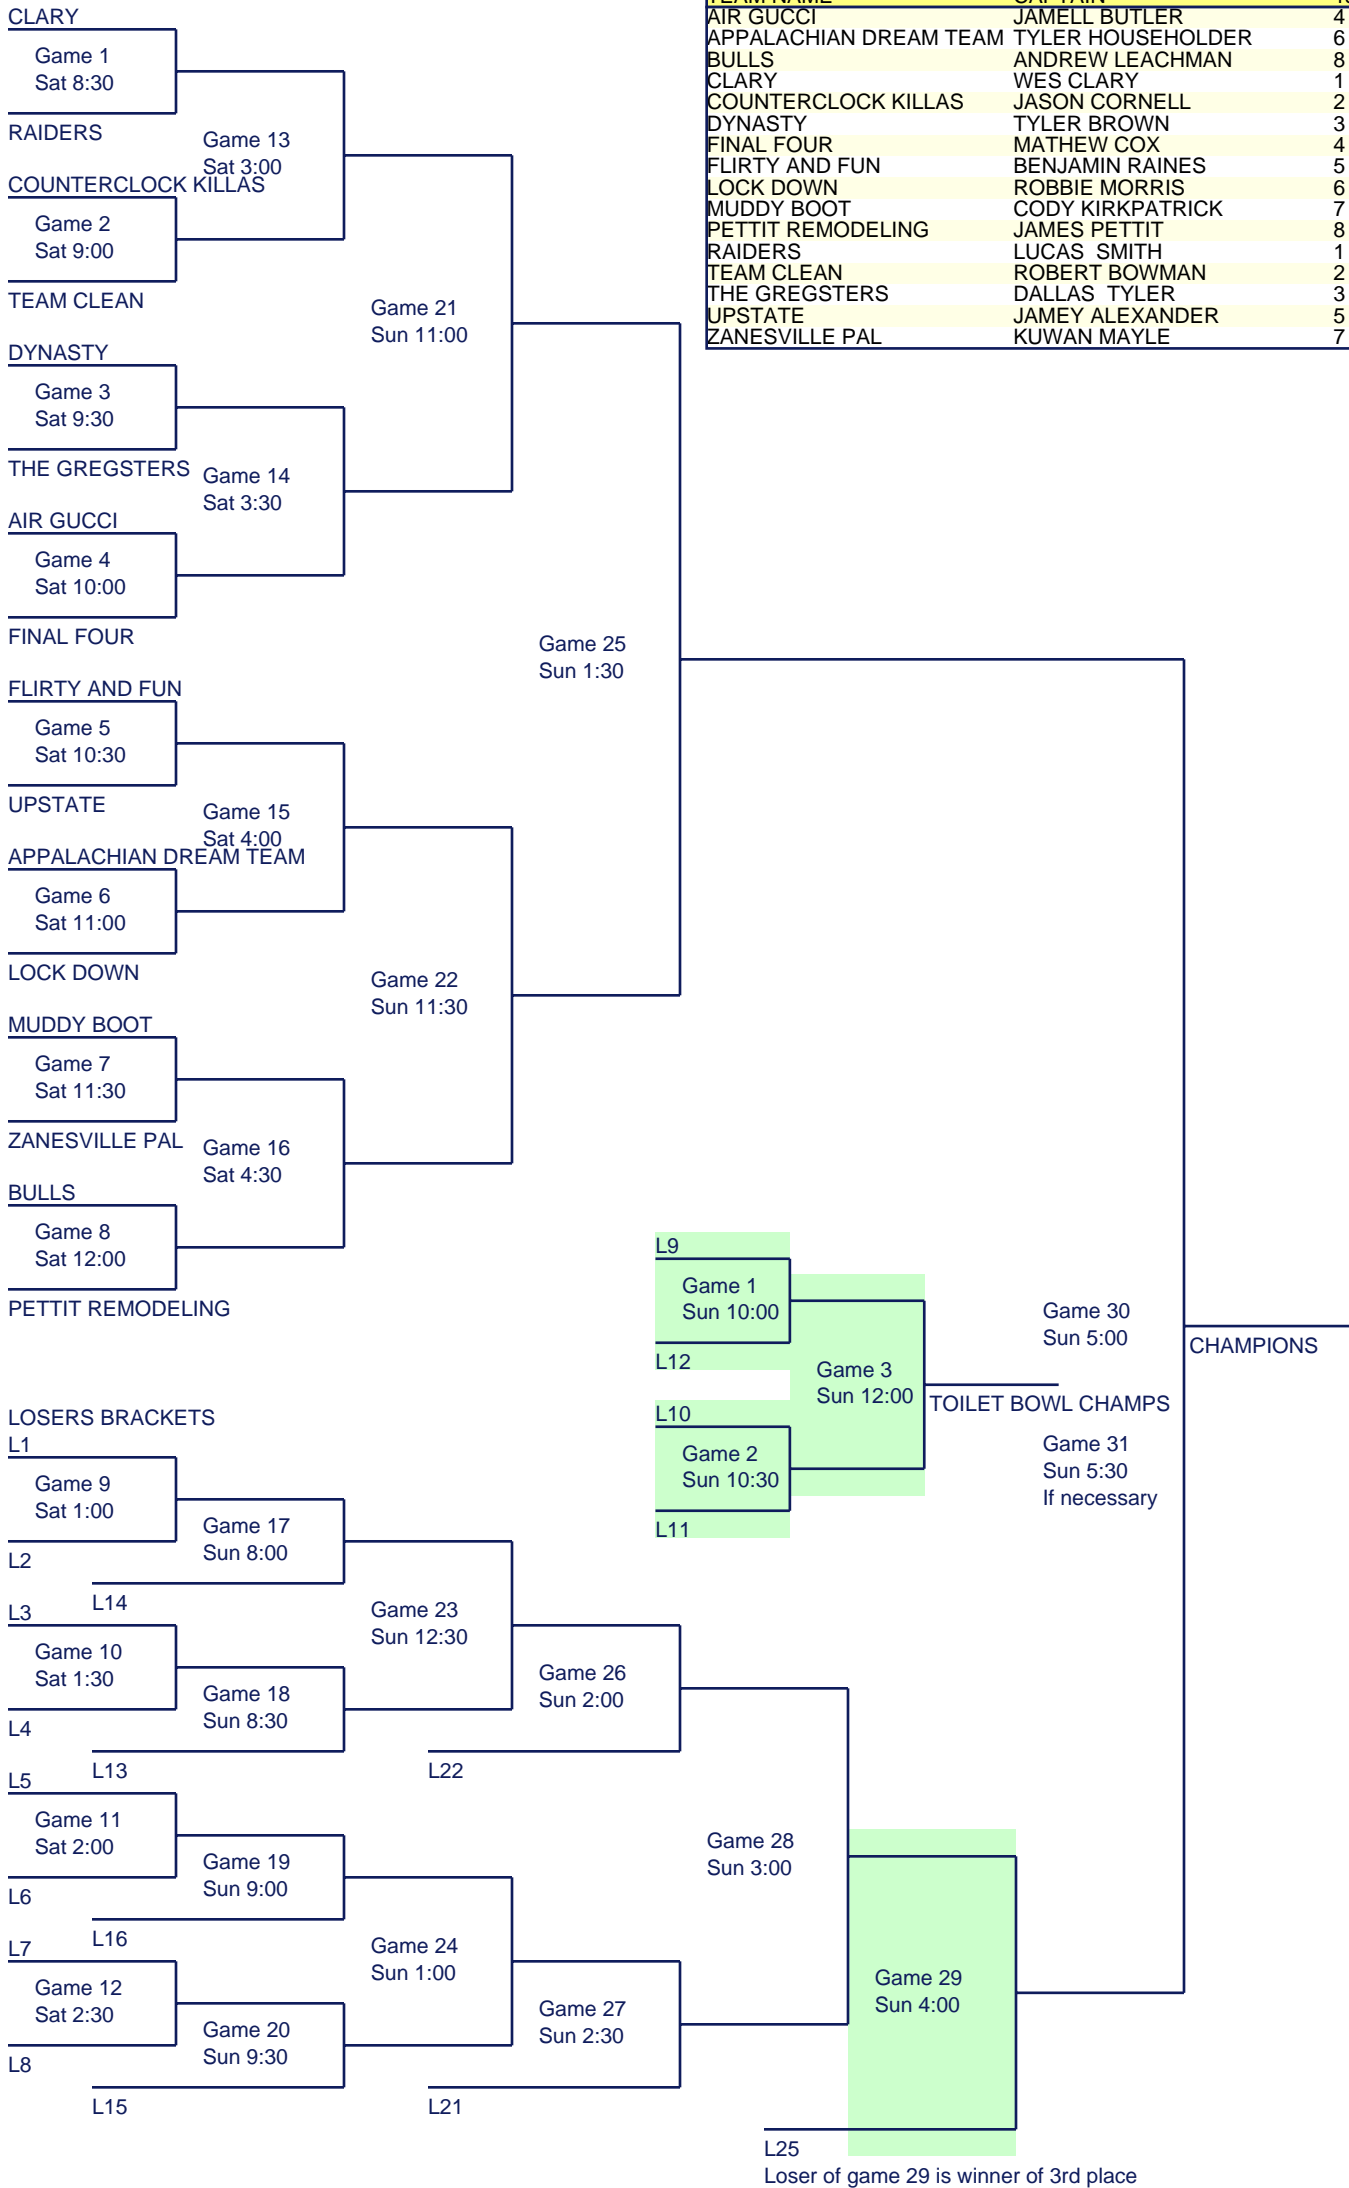 CLARY
Game 1
Sat 8:30
RAIDERS
Game 13
Sat 3:00
COUNTERCLOCK KILLAS
Game 2
Sat 9:00
TEAM CLEAN
Game 21
Sun 11:00
DYNASTY
Game 3
Sat 9:30
THE GREGSTERS
Game 14
Sat 3:30
AIR GUCCI
Game 4
Sat 10:00
FINAL FOUR
Game 25
Sun 1:30
FLIRTY AND FUN
Game 5
Sat 10:30
UPSTATE
Game 15
Sat 4:00
APPALACHIAN DREAM TEAM
Game 6
Sat 11:00
LOCK DOWN
Game 22
Sun 11:30
MUDDY BOOT
Game 7
Sat 11:30
ZANESVILLE PAL
Game 16
Sat 4:30
BULLS
Game 8
Sat 12:00
PETTIT REMODELING
AIR GUCCI JAMELL BUTLER 4
APPALACHIAN DREAM TEAM TYLER HOUSEHOLDER 6
BULLS ANDREW LEACHMAN 8
CLARY WES CLARY 1
COUNTERCLOCK KILLAS JASON CORNELL 2
DYNASTY TYLER BROWN 3
FINAL FOUR MATHEW COX 4
FLIRTY AND FUN BENJAMIN RAINES 5
LOCK DOWN ROBBIE MORRIS 6
MUDDY BOOT CODY KIRKPATRICK 7
PETTIT REMODELING JAMES PETTIT 8
RAIDERS LUCAS SMITH 1
TEAM CLEAN ROBERT BOWMAN 2
THE GREGSTERS DALLAS TYLER 3
UPSTATE JAMEY ALEXANDER 5
ZANESVILLE PAL KUWAN MAYLE 7
L9
Game 1
Sun 10:00
L12
Game 3
Sun 12:00
L10
Game 2
Sun 10:30
L11
TOILET BOWL CHAMPS
Game 30
Sun 5:00
CHAMPIONS
Game 31
Sun 5:30
If necessary
LOSERS BRACKETS
L1
Game 9
Sat 1:00
L2
Game 17
Sun 8:00
L14
L3
Game 10
Sat 1:30
L4
Game 18
Sun 8:30
L13
Game 23
Sun 12:30
Game 26
Sun 2:00
L22
L5
Game 11
Sat 2:00
L6
Game 19
Sun 9:00
L16
L7
Game 12
Sat 2:30
L8
Game 20
Sun 9:30
L15
Game 24
Sun 1:00
Game 27
Sun 2:30
L21
Game 28
Sun 3:00
Game 29
Sun 4:00
L25
Loser of game 29 is winner of 3rd place